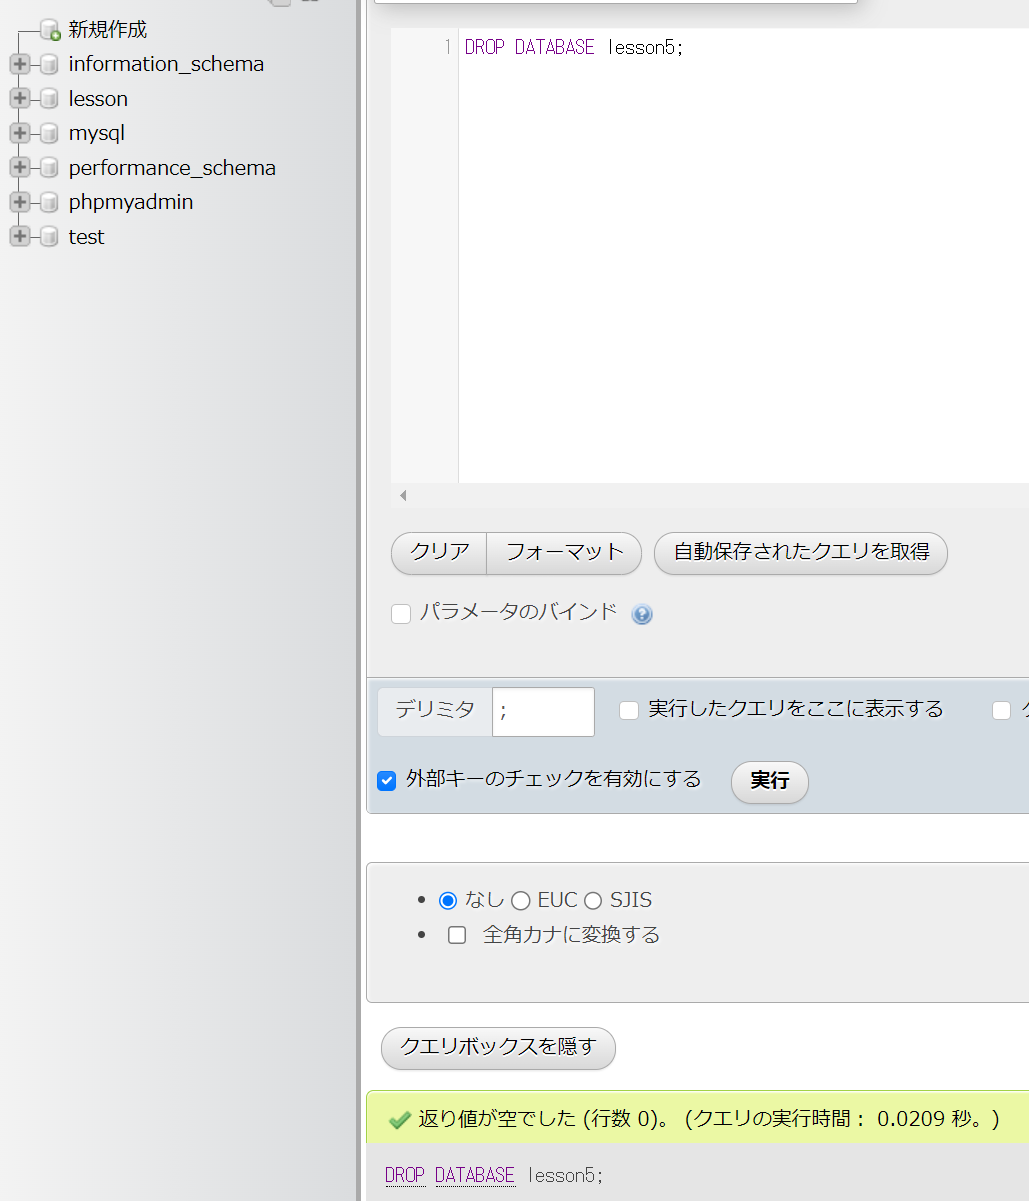 新規作成
information_schema
lesson
mysql
performance_schema
phpmyadmin
test
1 DROP DATABASE lesson5;
クリア フォーマット 自動保存されたクエリを取得
パラメータのバインド
デリミタ ; 実行したクエリをここに表示する
外部キーのチェックを有効にする 実行
なし EUC SJIS
全角カナに変換する
クエリボックスを隠す
返り値が空でした (行数 0)。 (クエリの実行時間： 0.0209 秒。)
DROP DATABASE lesson5;